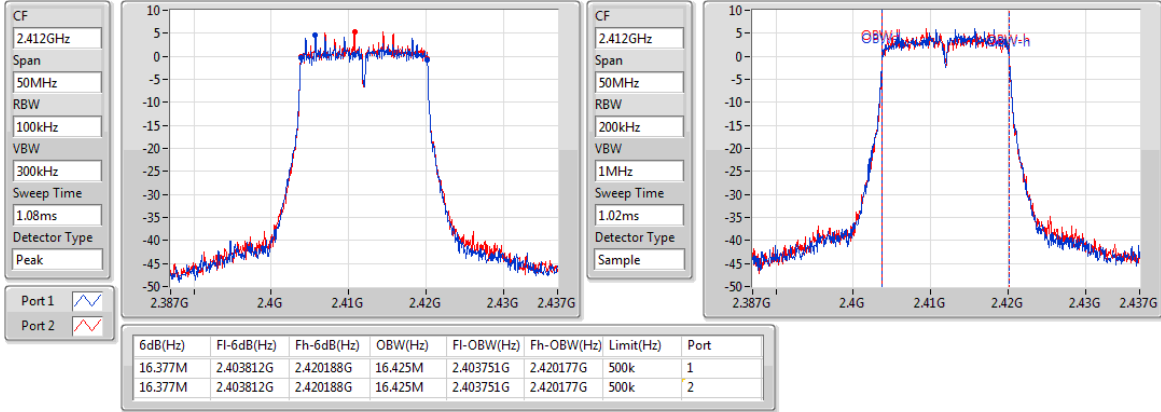 CF
2.412GHz
Span
50MHz
RBW
100kHz
VBW
300kHz
Sweep Time
1.08ms
Detector Type
Peak
Port 1
Port 2
10
5
0
-5
-10
-15
-20
-25
-30
-35
-40
-45
-50
2.387G 2.4G 2.41G 2.42G 2.43G 2.437G
CF
2.412GHz
Span
50MHz
RBW
200kHz
VBW
1MHz
Sweep Time
1.02ms
Detector Type
Sample
10
5
0
-5
-10
-15
-20
-25
-30
-35
-40
-45
-50
OBW-h
2.387G 2.4G 2.41G 2.42G 2.43G 2.437G
6dB(Hz) Fl-6dB(Hz) Fh-6dB(Hz) OBW(Hz) Fl-OBW(Hz) Fh-OBW(Hz) Limit(Hz) Port
16.377M 2.403812G 2.420188G 16.425M 2.403751G 2.420177G 500k 1
16.377M 2.403812G 2.420188G 16.425M 2.403751G 2.420177G 500k 2